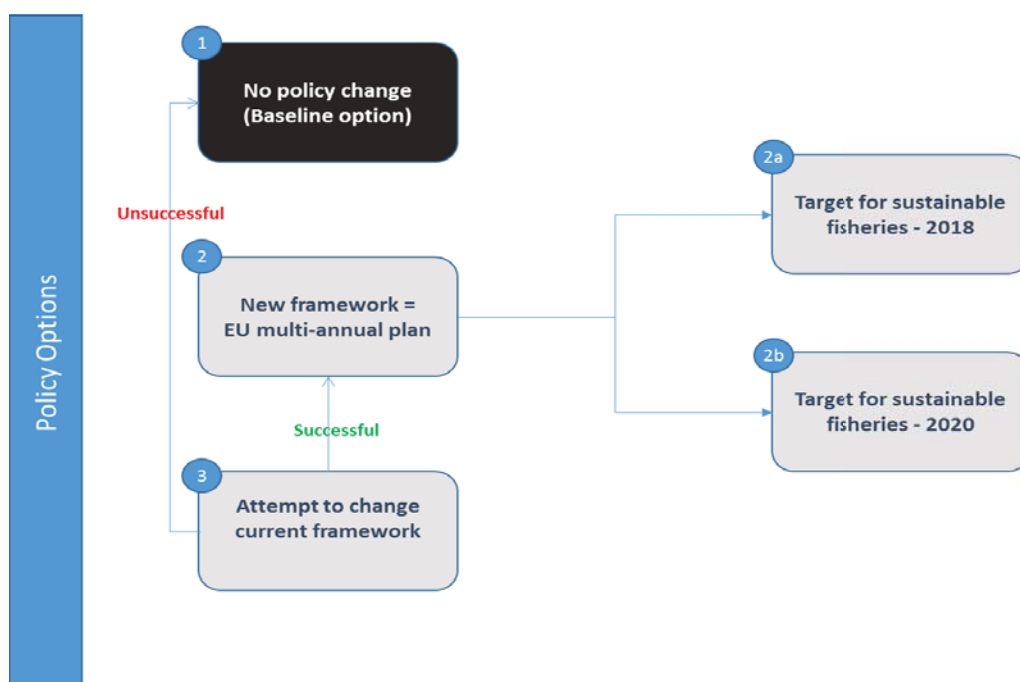 Policy Options
1
No policy change
(Baseline option)
Unsuccessful
2
New framework =
EU multi-annual plan
Successful
3
Attempt to change
current framework
2a
Target for sustainable
fisheries - 2018
2b
Target for sustainable
fisheries - 2020